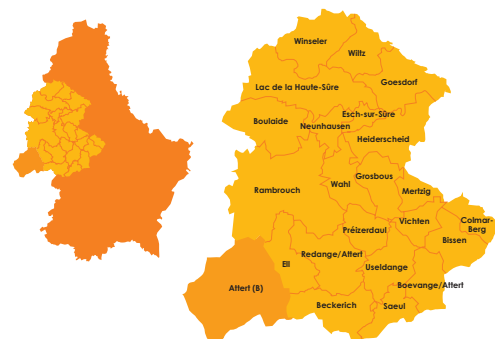 Winseler
Wiltz
Goesdorf
Lac de la Haute-Sûre
Esch-sur-Sûre
Boulaide
Neunhausen
Heiderscheid
Grosbous
Wahl
Rambrouch
Mertzig
Vichten
Colmar-
Berg
Préizerdaul
Bissen
Redange/Attert
Ell
Useldange
Attert (B)
Boevange/Attert
Beckerich
Saeul